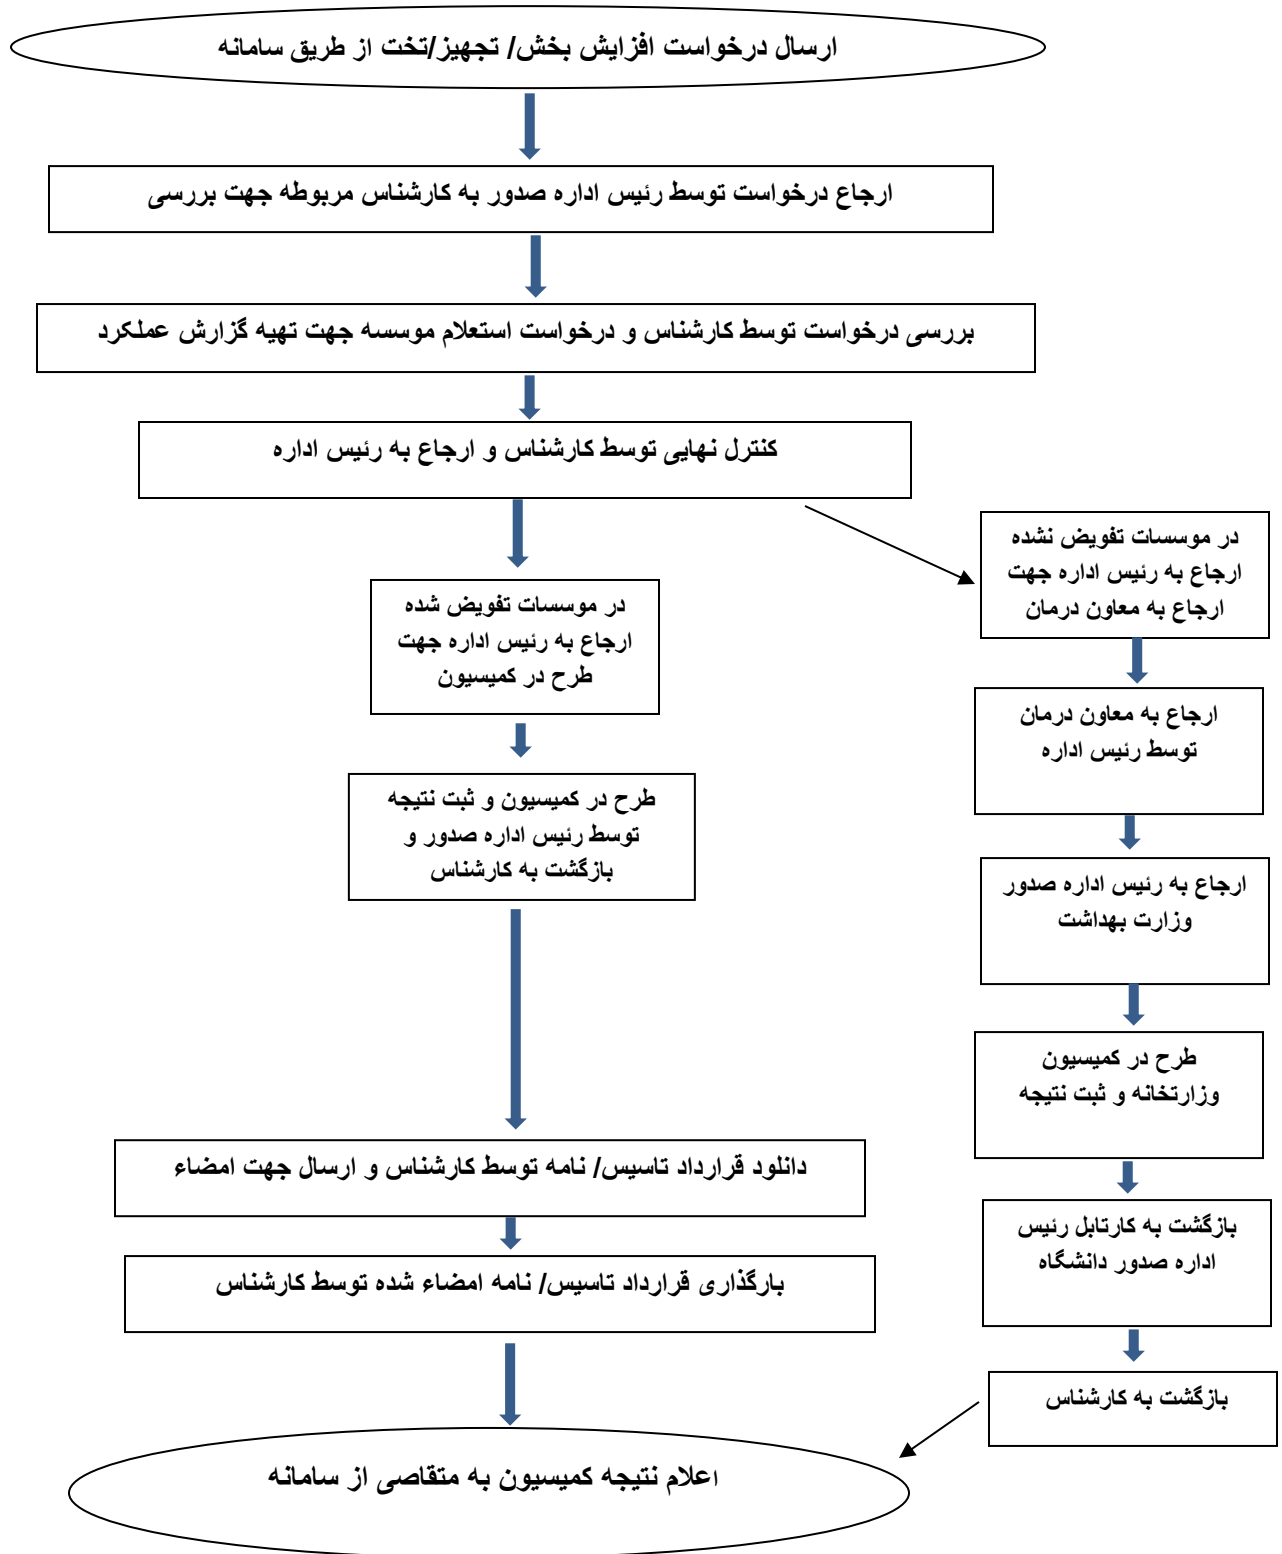 ارسال درخواست افزایش بخش/ تجهیز/تخت از طریق سامانه
ارجاع درخواست توسط رئیس اداره صدور به کارشناس مربوطه جهت بررسی
بررسی درخواست توسط کارشناس و درخواست استعلام موسسه جهت تهیه گزارش عملکرد
کنترل نهایی توسط کارشناس و ارجاع به رئیس اداره
در موسسات تفویض شده
ارجاع به رئیس اداره جهت
طرح در کمیسیون
طرح در کمیسیون و ثبت نتیجه
توسط رئیس اداره صدور و
بازگشت به کارشناس
دانلود قرارداد تاسیس/ نامه توسط کارشناس و ارسال جهت امضاء
بارگذاری قرارداد تاسیس/ نامه امضاء شده توسط کارشناس
در موسسات تفویض نشده
ارجاع به رئیس اداره جهت
ارجاع به معاون درمان
ارجاع به معاون درمان
توسط رئیس اداره
ارجاع به رئیس اداره صدور
وزارت بهداشت
طرح در کمیسیون
وزارتخانه و ثبت نتیجه
بازگشت به کارتابل رئیس
اداره صدور دانشگاه
بازگشت به کارشناس
اعلام نتیجه کمیسیون به متقاصی از سامانه